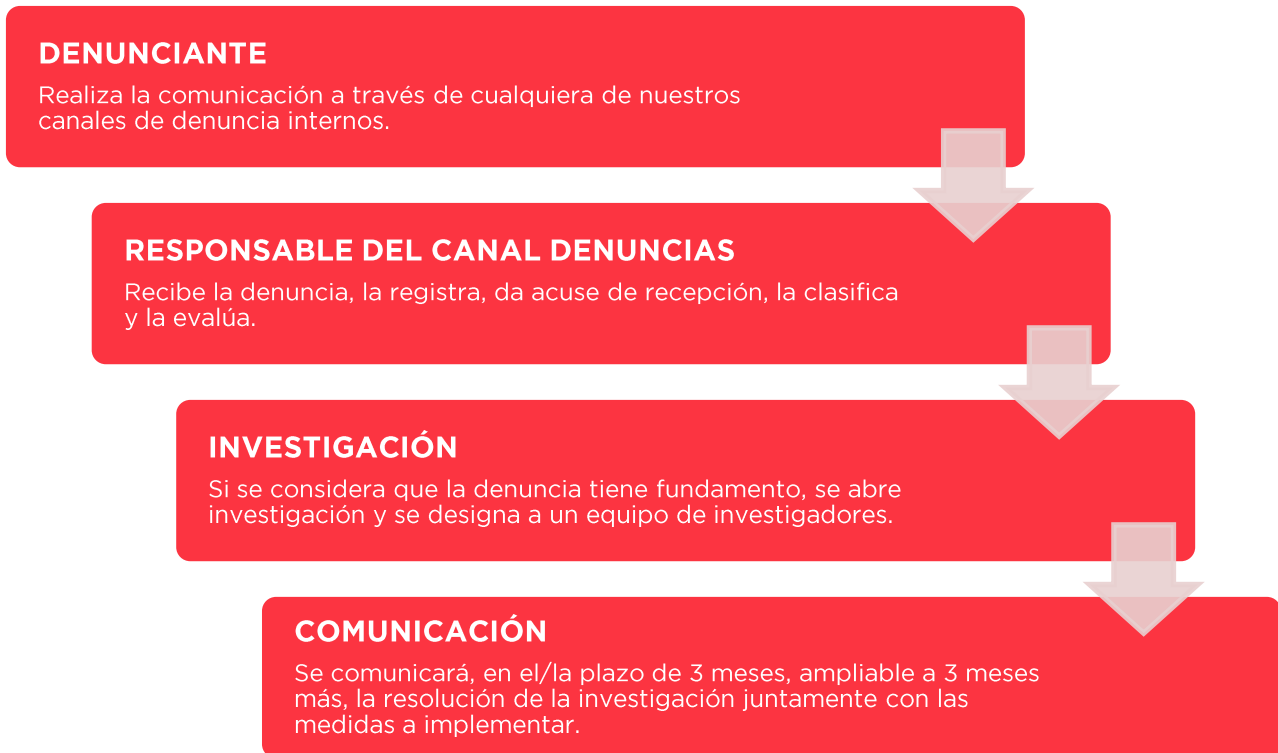 DENUNCIANTE
Realiza la comunicación a través de cualquiera de nuestros
canales de denuncia internos.
RESPONSABLE DEL CANAL DENUNCIAS
Recibe la denuncia, la registra, da acuse de recepción, la clasifica
y la evalúa.
INVESTIGACIÓN
Si se considera que la denuncia tiene fundamento, se abre
investigación y se designa a un equipo de investigadores.
COMUNICACIÓN
Se comunicará, en el/la plazo de 3 meses, ampliable a 3 meses
más, la resolución de la investigación juntamente con las
medidas a implementar.